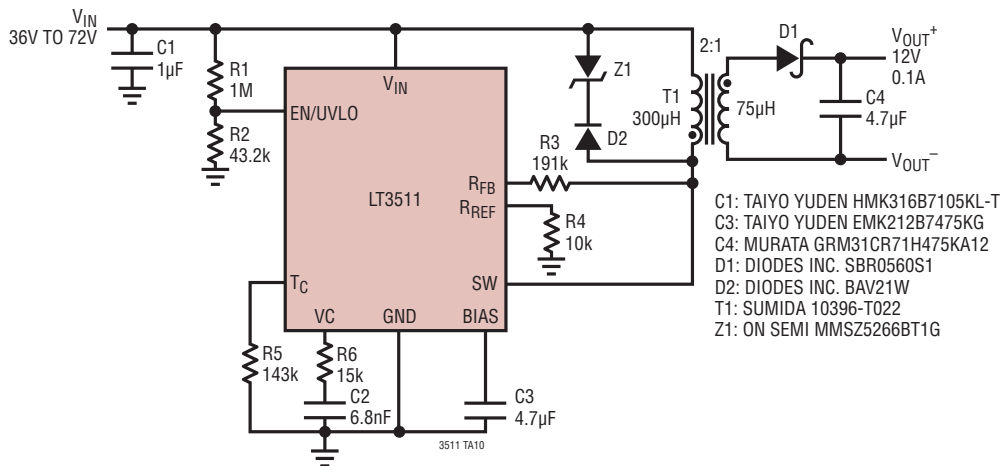 VIN
36V TO 72V
C1
1µF
R1
1M
R2
43.2k
VIN
EN/UVLO
LT3511
RFB
RREF
TC
SW
VC
GND
BIAS
Z1
D2
R3
191k
R4
10k
T1
300µH
2:1
75µH
D1
VOUT+
12V
0.1A
C4
4.7µF
VOUT–
R5
143k
R6
15k
C2
6.8nF
C3
4.7µF
3511 TA10
C1: TAIYO YUDEN HMK316B7105KL-T
C3: TAIYO YUDEN EMK212B7475KG
C4: MURATA GRM31CR71H475KA12
D1: DIODES INC. SBR0560S1
D2: DIODES INC. BAV21W
T1: SUMIDA 10396-T022
Z1: ON SEMI MMSZ5266BT1G